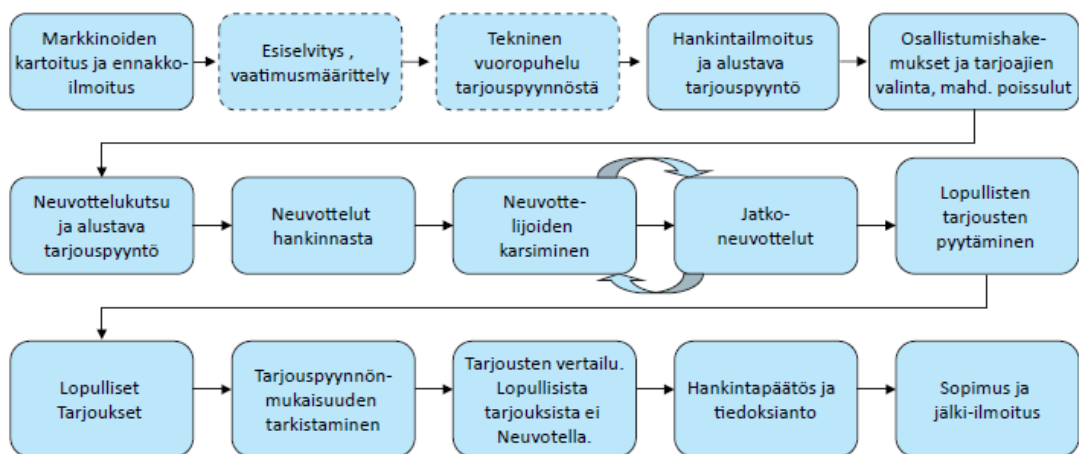 Markkinoiden
kartoitus ja ennakko-
ilmoitus
Esiselvitys ,
vaatimusmäärittely
Tekninen
vuoropuhelu
tarjouspyynnöstä
Hankintailmoitus
ja alustava
tarjouspyyntö
Osallistumishake-
mukset ja tarjoajien
valinta, mahd. poissulut
Neuvottelukutsu
ja alustava
tarjouspyyntö
Neuvottelut
hankinnasta
Neuvotte-
lijoiden
karsiminen
Jatko-
neuvottelut
Lopullisten
tarjousten
pyytäminen
Lopulliset
Tarjoukset
Tarjouspyynnön-
mukaisuuden
tarkistaminen
Tarjousten vertailu.
Lopullisista
tarjouksista ei
Neuvotella.
Hankintapäätös ja
tiedoksianto
Sopimus ja
jälki-ilmoitus